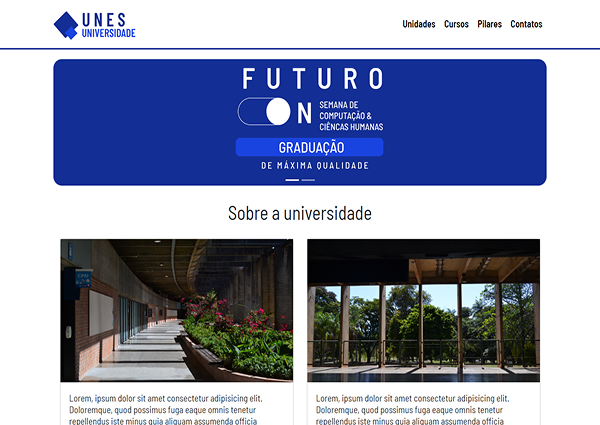 UNES
UNIVERSIDADE
Unidades Cursos Pilares Contatos
FUTURO
N
SEMANA DE
COMPUTAÇÃO &
CIÊNCAS HUMANAS
GRADUAÇÃO
DE MÁXIMA QUALIDADE
Sobre a universidade
Lorem, ipsum dolor sit amet consectetur adipisicing elit.
Doloremque, quod possimus fuga eaque omnis tenetur
repellendus iste minus quia aliquam assumenda officia
Lorem, ipsum dolor sit amet consectetur adipisicing elit.
Doloremque, quod possimus fuga eaque omnis tenetur
repellendus iste minus quia aliquam assumenda officia